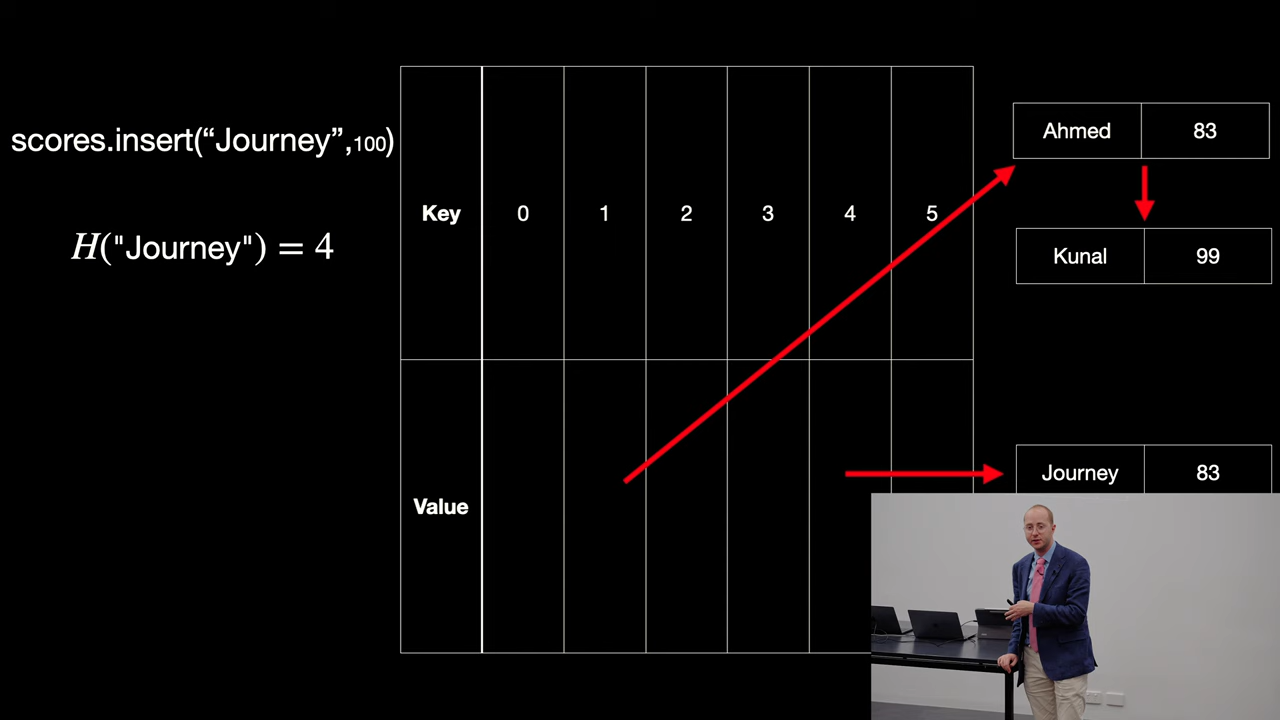 scores.insert(“Journey”,100)
H("Journey") = 4
Key 0 1 2 3 4 5
Value
Ahmed 83
Kunal 99
Journey 83